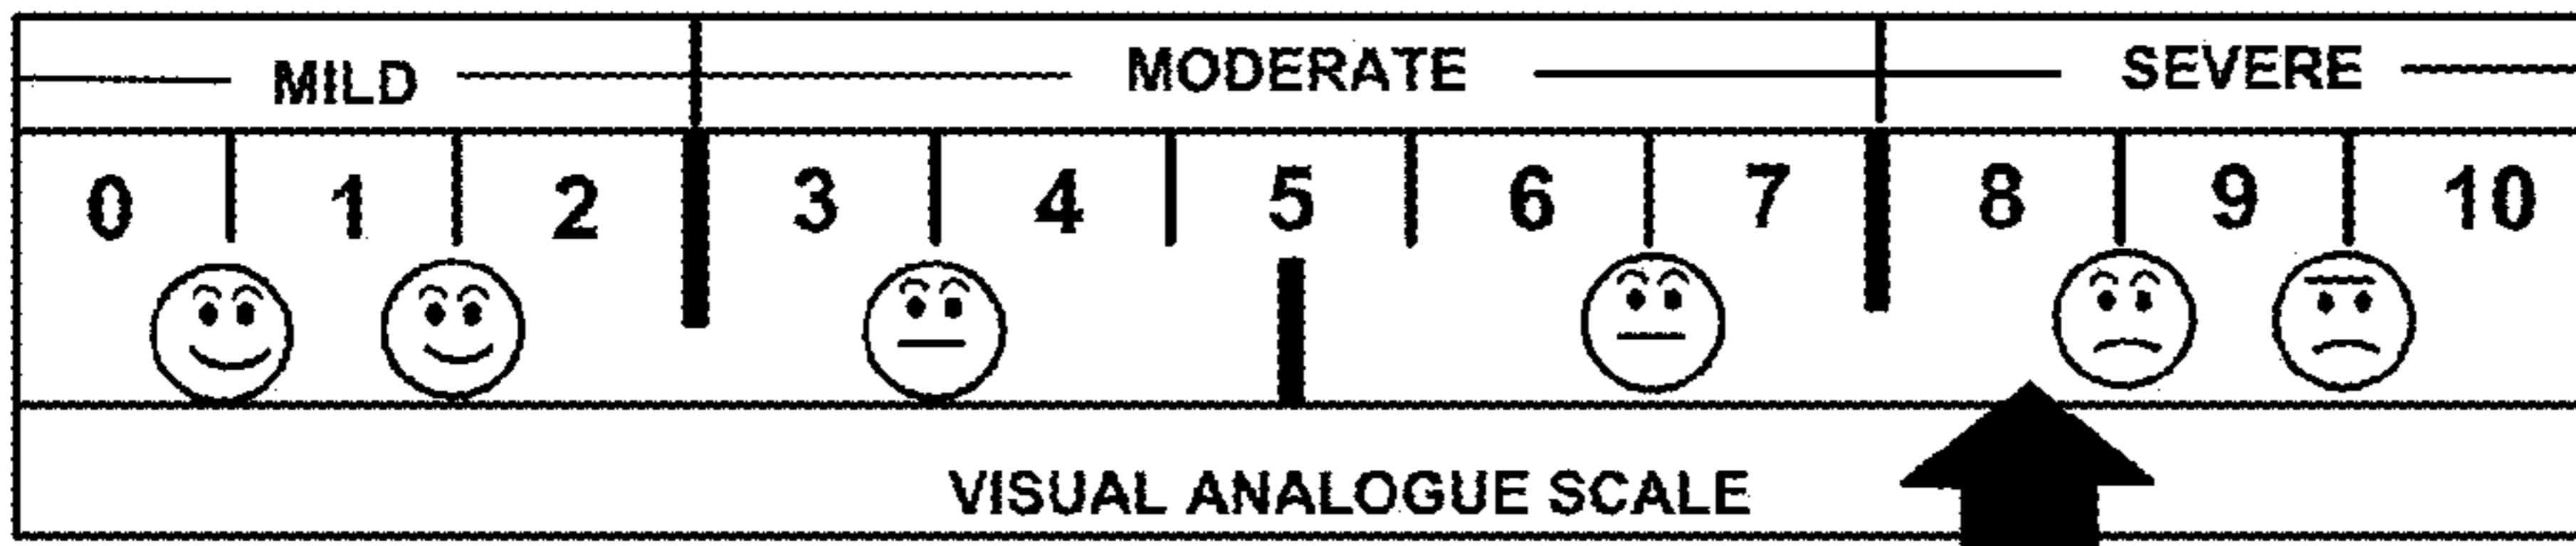 MILD MODERATE SEVERE
0 1 2 3 4 5 6 7 8 9 10
VISUAL ANALOGUE SCALE